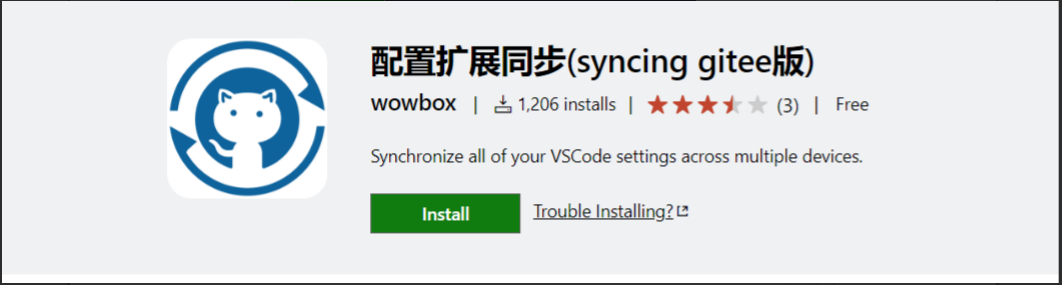 配置扩展同步(syncing gitee版)
wowbox | 1,206 installs | (3) | Free
Synchronize all of your VSCode settings across multiple devices.
Install Trouble Installing?